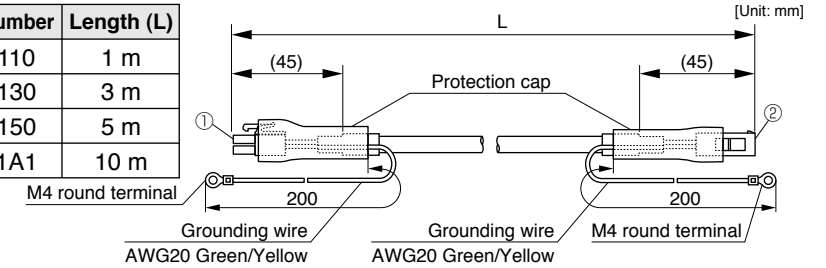 Length (L)
110 1 m
130 3 m
150 5 m
1A1 10 m
[Unit: mm]
L
(45)
(45)
Protection cap
①
②
M4 round terminal
200
200
Grounding wire
AWG20 Green/Yellow
Grounding wire
AWG20 Green/Yellow
M4 round terminal